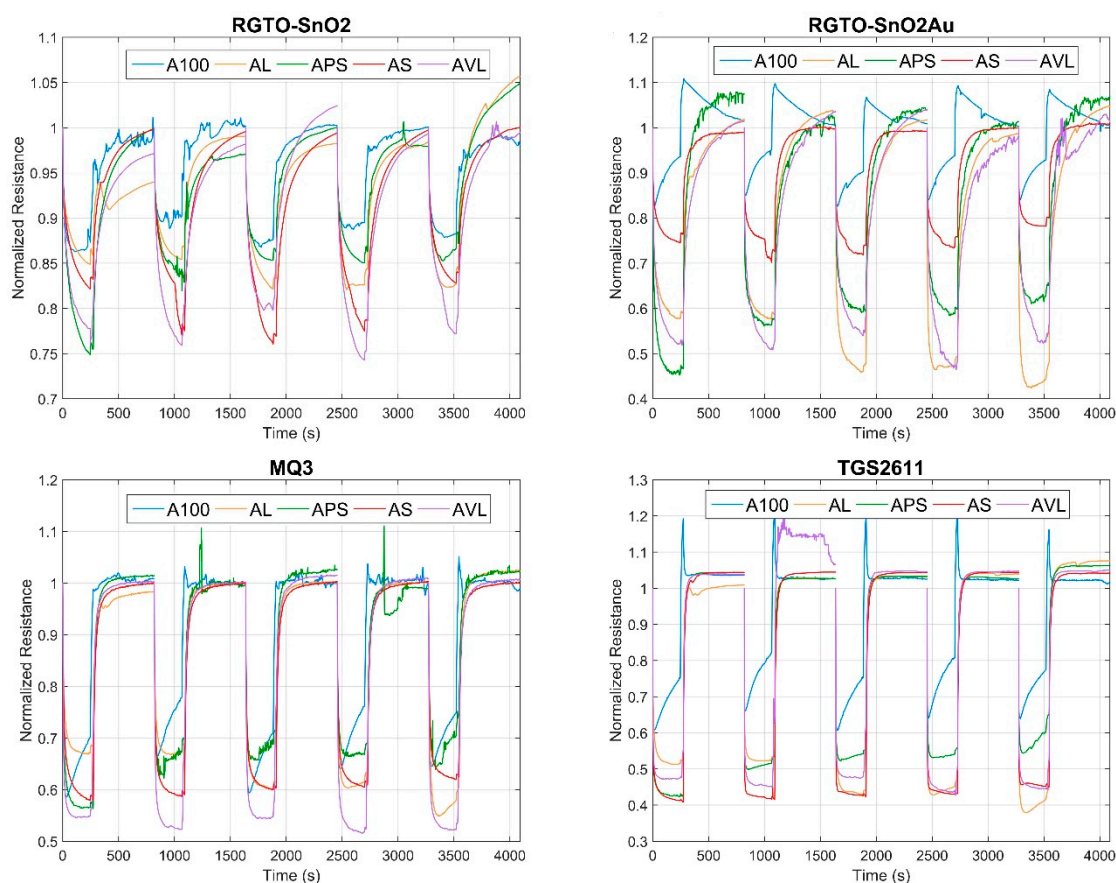 RGTO-SnO2
A100 AL APS AS AVL
Normalized Resistance
1.1
1.05
1
0.95
0.9
0.85
0.8
0.75
0.7
0 500 1000 1500 2000 2500 3000 3500 4000
Time (s)
RGTO-SnO2Au
A100 AL APS AS AVL
Normalized Resistance
1.2
1.1
1.0
0.9
0.8
0.7
0.6
0.5
0.4
0 500 1000 1500 2000 2500 3000 3500 4000
Time (s)
MQ3
A100 AL APS AS AVL
Normalized Resistance
1.2
1.1
1.0
0.9
0.8
0.7
0.6
0.5
0 500 1000 1500 2000 2500 3000 3500 4000
Time (s)
TGS2611
A100 AL APS AS AVL
Normalized Resistance
1.3
1.2
1.1
1.0
0.9
0.8
0.7
0.6
0.5
0.4
0.3
0 500 1000 1500 2000 2500 3000 3500 4000
Time (s)